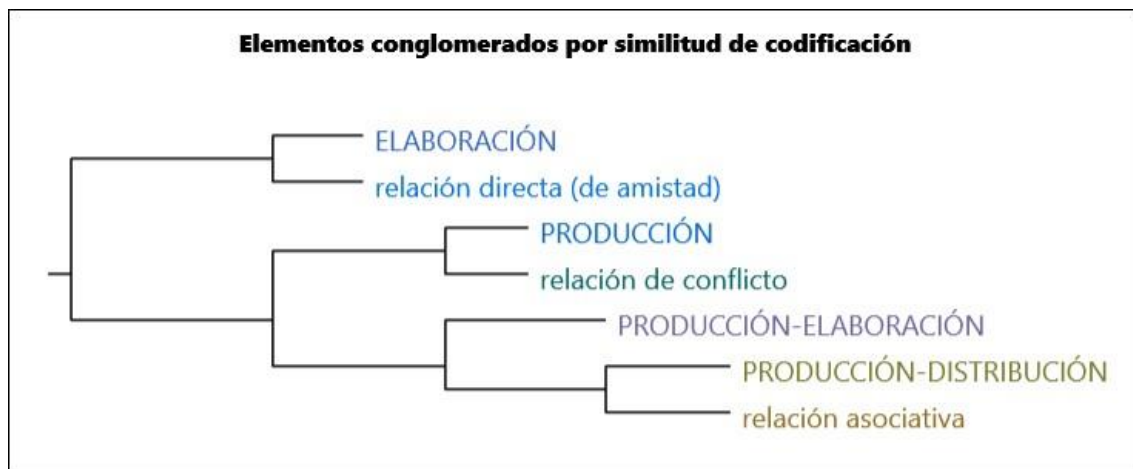 Elementos conglomerados por similitud de codificación
ELABORACIÓN
relación directa (de amistad)
PRODUCCIÓN
relación de conflicto
PRODUCCIÓN-ELABORACIÓN
PRODUCCIÓN-DISTRIBUCIÓN
relación asociativa